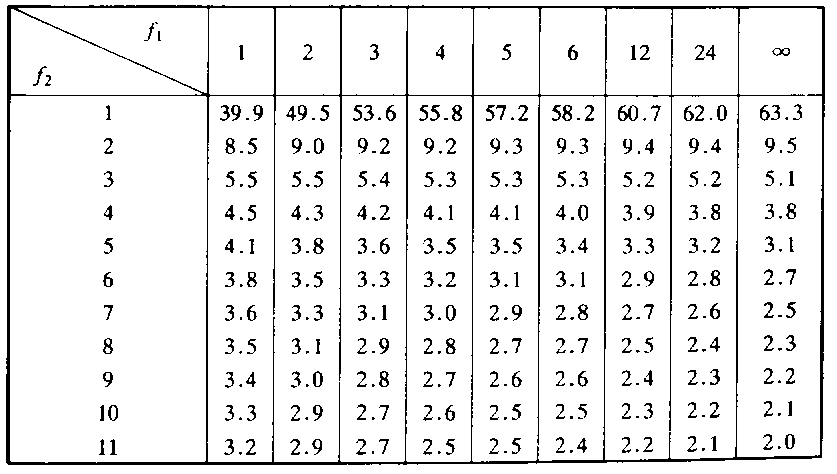 f₁ 1 2 3 4 5 6 12 24 ∞
f₂
1 39.9 49.5 53.6 55.8 57.2 58.2 60.7 62.0 63.3
2 8.5 9.0 9.2 9.2 9.3 9.3 9.4 9.4 9.5
3 5.5 5.5 5.4 5.3 5.3 5.3 5.2 5.2 5.1
4 4.5 4.3 4.2 4.1 4.1 4.0 3.9 3.8 3.8
5 4.1 3.8 3.6 3.5 3.5 3.4 3.3 3.2 3.1
6 3.8 3.5 3.3 3.2 3.1 3.1 2.9 2.8 2.7
7 3.6 3.3 3.1 3.0 2.9 2.8 2.7 2.6 2.5
8 3.5 3.1 2.9 2.8 2.7 2.7 2.5 2.4 2.3
9 3.4 3.0 2.8 2.7 2.6 2.6 2.4 2.3 2.2
10 3.3 2.9 2.7 2.6 2.5 2.5 2.3 2.2 2.1
11 3.2 2.9 2.7 2.5 2.5 2.4 2.2 2.1 2.0